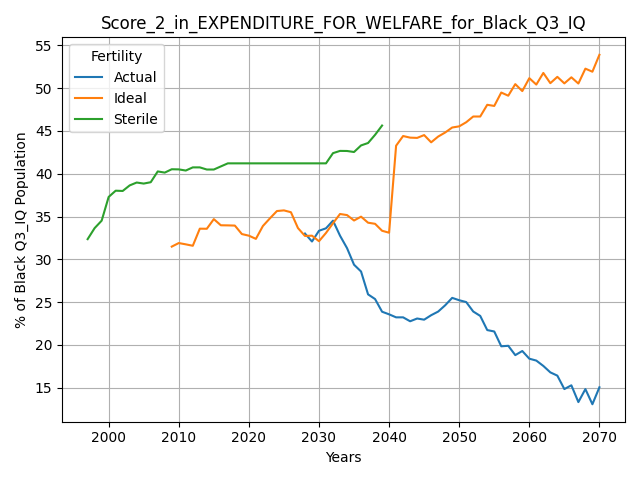 Score_2_in_EXPENDITURE_FOR_WELFARE_for_Black_Q3_IQ
Fertility
Actual
Ideal
Sterile
% of Black Q3_IQ Population
55
50
45
40
35
30
25
20
15
2000 2010 2020 2030 2040 2050 2060 2070
Years